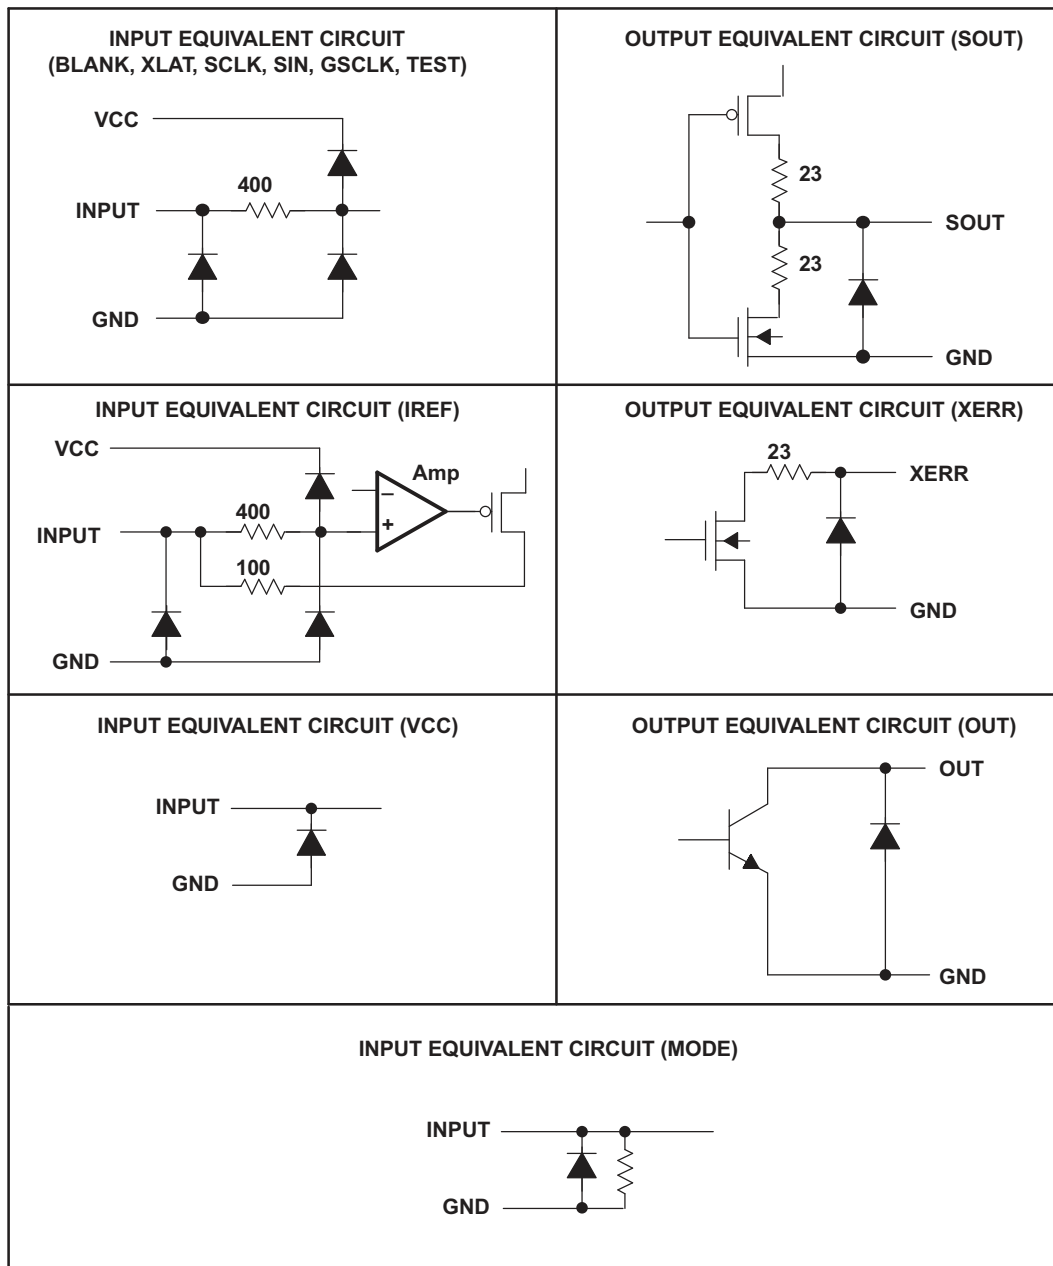 INPUT EQUIVALENT CIRCUIT
(BLANK, XLAT, SCLK, SIN, GSCLK, TEST)
VCC
400
INPUT
GND
OUTPUT EQUIVALENT CIRCUIT (SOUT)
23
SOUT
23
GND
INPUT EQUIVALENT CIRCUIT (IREF)
VCC
Amp
−
400
INPUT
+
100
GND
OUTPUT EQUIVALENT CIRCUIT (XERR)
23
XERR
GND
INPUT EQUIVALENT CIRCUIT (VCC)
INPUT
GND
OUTPUT EQUIVALENT CIRCUIT (OUT)
OUT
GND
INPUT EQUIVALENT CIRCUIT (MODE)
INPUT
GND